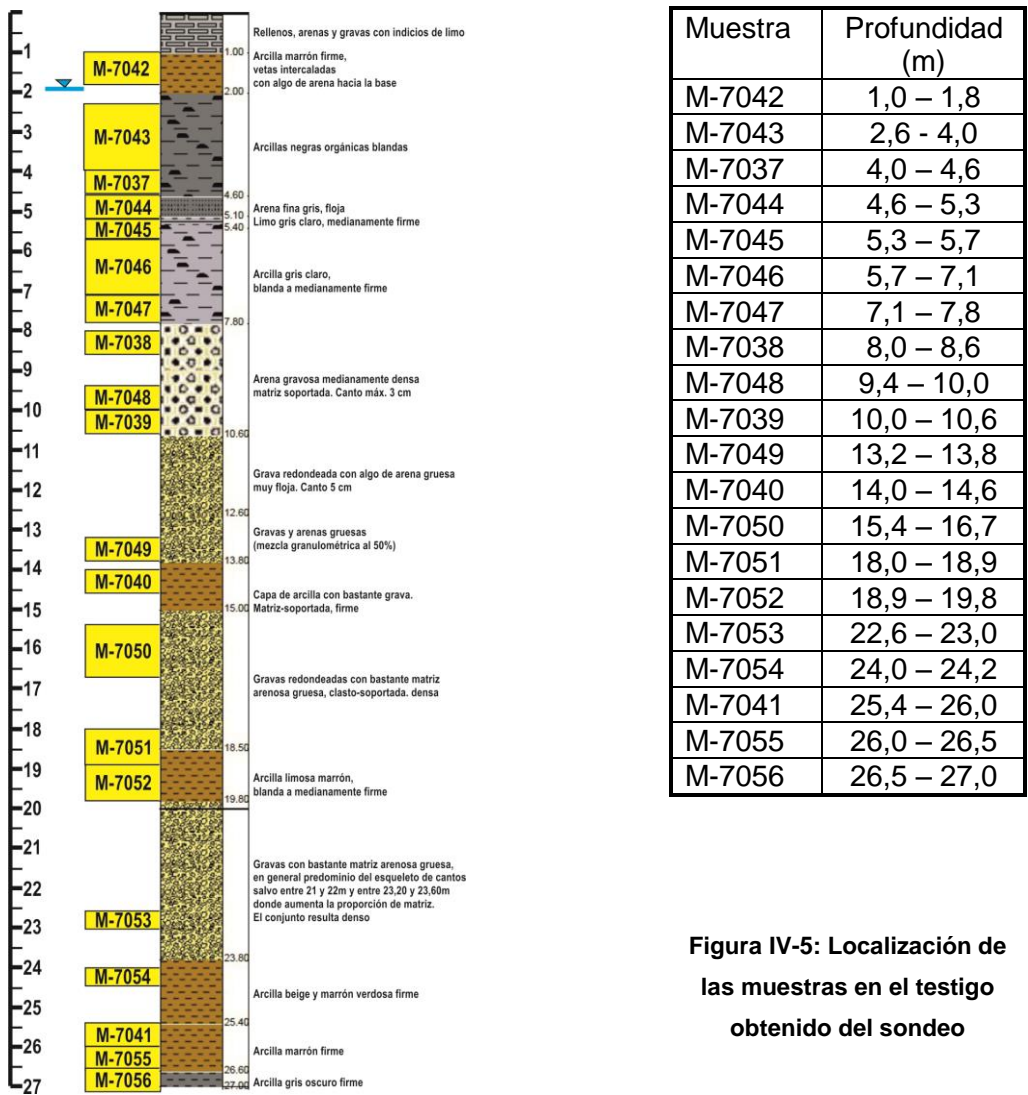 1
2
3
4
5
6
7
8
9
10
11
12
13
14
15
16
17
18
19
20
21
22
23
24
25
26
27
M-7042
M-7043
M-7037
M-7044
M-7045
M-7046
M-7047
M-7038
M-7048
M-7039
M-7049
M-7040
M-7050
M-7051
M-7052
M-7053
M-7054
M-7041
M-7055
M-7056
1.00
2.00
4.60
5.10
5.40
7.80
10.60
12.60
13.80
15.00
18.50
19.80
23.80
25.40
26.60
27.00
Rellenos, arenas y gravas con indicios de limo
Arcilla marrón firme,
vetas intercaladas
con algo de arena hacia la base
Arcillas negras orgánicas blandas
Arena fina gris, floja
Limo gris claro, medianamente firme
Arcilla gris claro,
blanda a medianamente firme
Arena gravosa medianamente densa
matriz soportada. Canto máx. 3 cm
Grava redondeada con algo de arena gruesa
muy floja. Canto 5 cm
Gravas y arenas gruesas
(mezcla granulométrica al 50%)
Capa de arcilla con bastante grava.
Matriz-soportada, firme
Gravas redondeadas con bastante matriz
arenosa gruesa, clasto-soportada. densa
Arcilla limosa marrón,
blanda a medianamente firme
Gravas con bastante matriz arenosa gruesa,
en general predominio del esqueleto de cantos
salvo entre 21 y 22m y entre 23,20 y 23,60m
donde aumenta la proporción de matriz.
El conjunto resulta denso
Arcilla beige y marrón verdosa firme
Arcilla marrón firme
Arcilla gris oscuro firme
Muestra Profundidad
(m)
M-7042 1,0 – 1,8
M-7043 2,6 - 4,0
M-7037 4,0 – 4,6
M-7044 4,6 – 5,3
M-7045 5,3 – 5,7
M-7046 5,7 – 7,1
M-7047 7,1 – 7,8
M-7038 8,0 – 8,6
M-7048 9,4 – 10,0
M-7039 10,0 – 10,6
M-7049 13,2 – 13,8
M-7040 14,0 – 14,6
M-7050 15,4 – 16,7
M-7051 18,0 – 18,9
M-7052 18,9 – 19,8
M-7053 22,6 – 23,0
M-7054 24,0 – 24,2
M-7041 25,4 – 26,0
M-7055 26,0 – 26,5
M-7056 26,5 – 27,0
Figura IV-5: Localización de
las muestras en el testigo
obtenido del sondeo